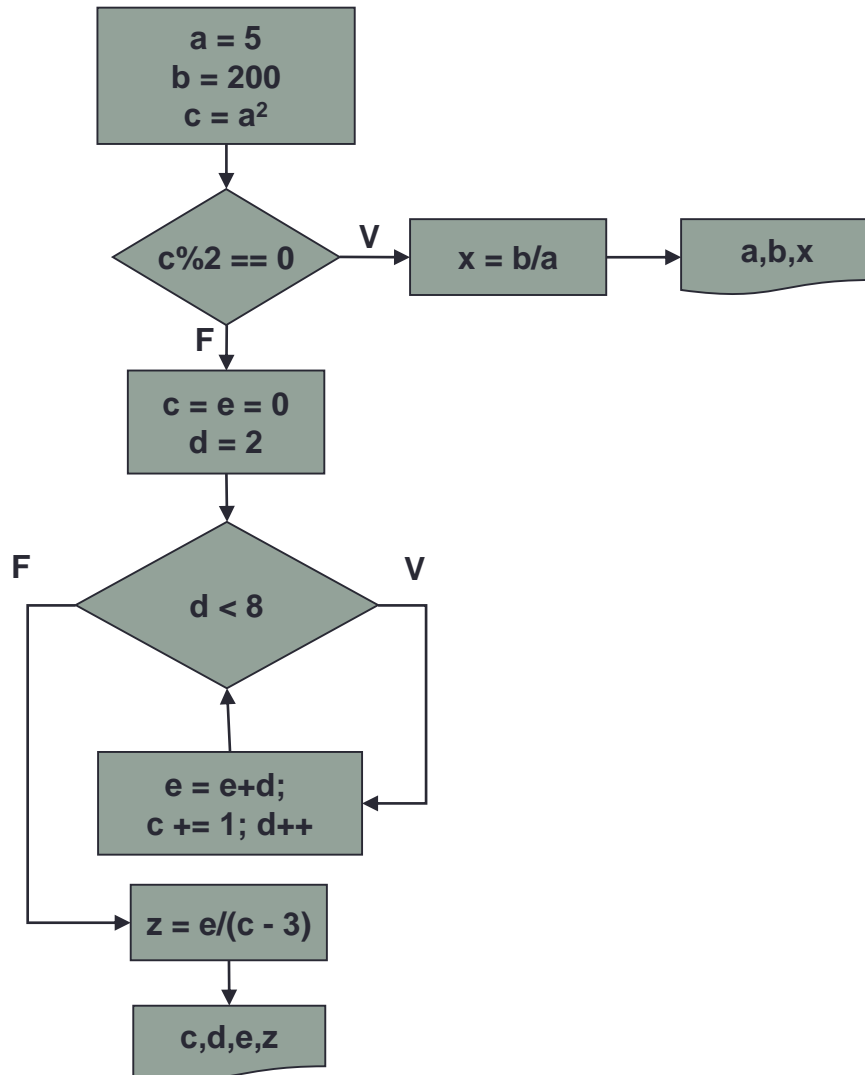 a = 5
b = 200
c = a²
c%2 == 0
V
x = b/a
a,b,x
F
c = e = 0
d = 2
F
V
d < 8
e = e+d;
c += 1; d++
z = e/(c - 3)
c,d,e,z